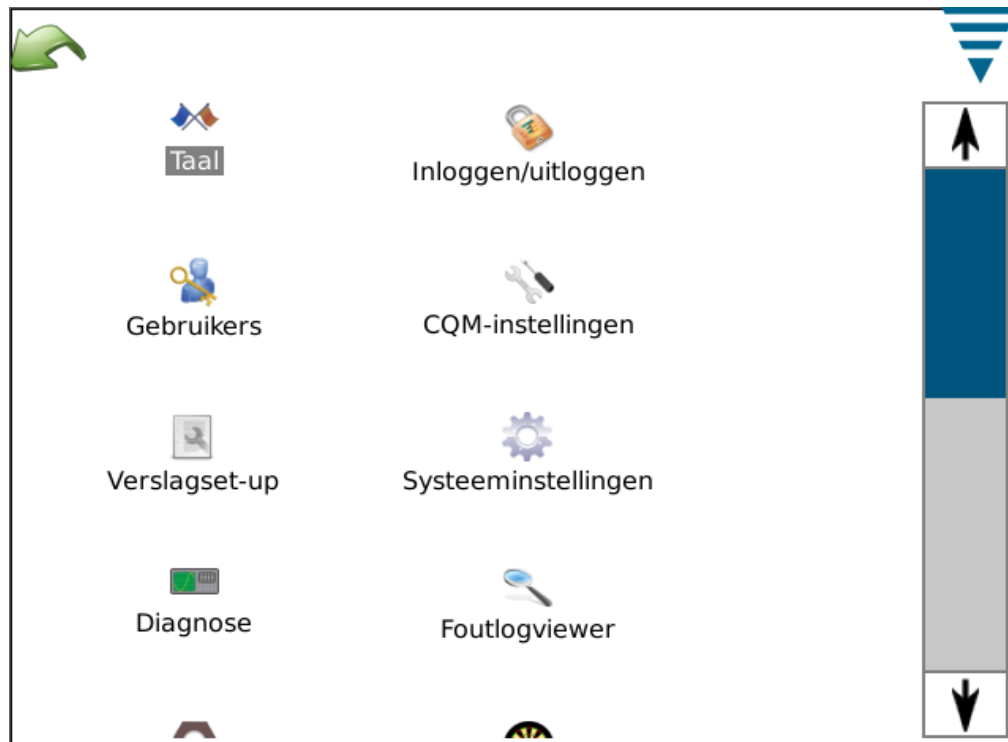 Taal
Inloggen/uitloggen
Gebruikers
CQM-instellingen
Verslagset-up
Systeeminstellingen
Diagnose
Foutlogviewer